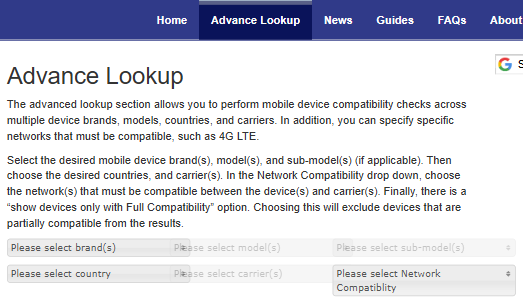 Home Advance Lookup News Guides FAQs About
Advance Lookup
The advanced lookup section allows you to perform mobile device compatibility checks across
multiple device brands, models, countries, and carriers. In addition, you can specify specific
networks that must be compatible, such as 4G LTE.
Select the desired mobile device brand(s), model(s), and sub-model(s) (if applicable). Then
choose the desired countries, and carrier(s). In the Network Compatibility drop down, choose
the network(s) that must be compatible between the device(s) and carrier(s). Finally, there is a
“show devices only with Full Compatibility” option. Choosing this will exclude devices that are
partially compatible from the results.
Please select brand(s) Please select model(s) Please select sub-model(s)
Please select country Please select carrier(s) Please select Network
Compatiblity